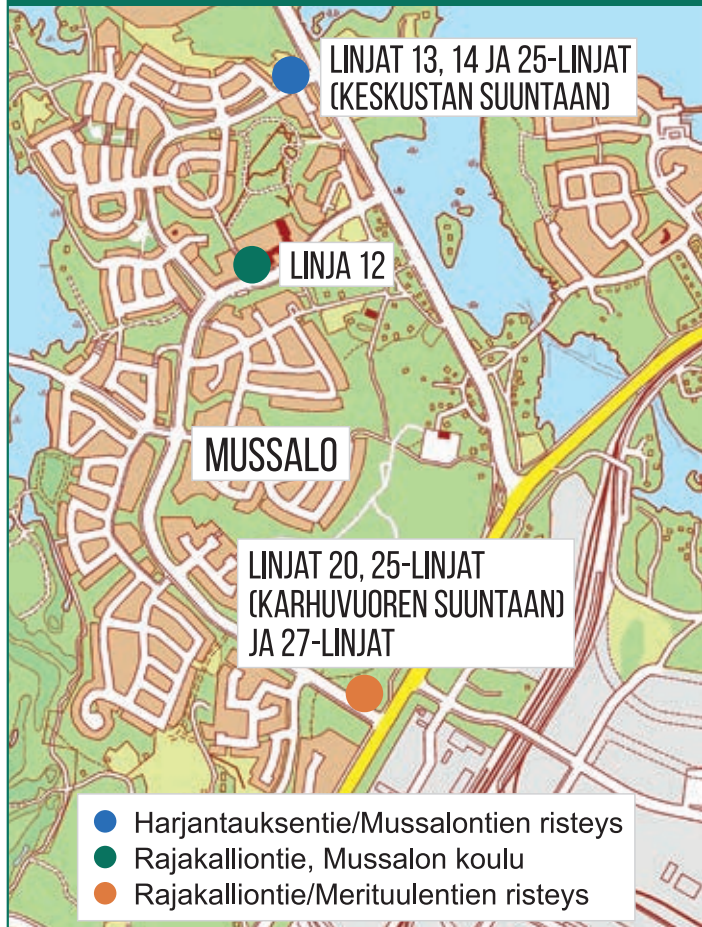 LINJAT 13, 14 JA 25-LINJAT
(KESKUSTAN SUUNTAAN)
LINJA 12
MUSSALO
LINJAT 20, 25-LINJAT
(KARHUVUOREN SUUNTAAN)
JA 27-LINJAT
Harjantauksentie/Mussalontien risteys
Rajakalliontie, Mussalon koulu
Rajakalliontie/Merituulentien risteys